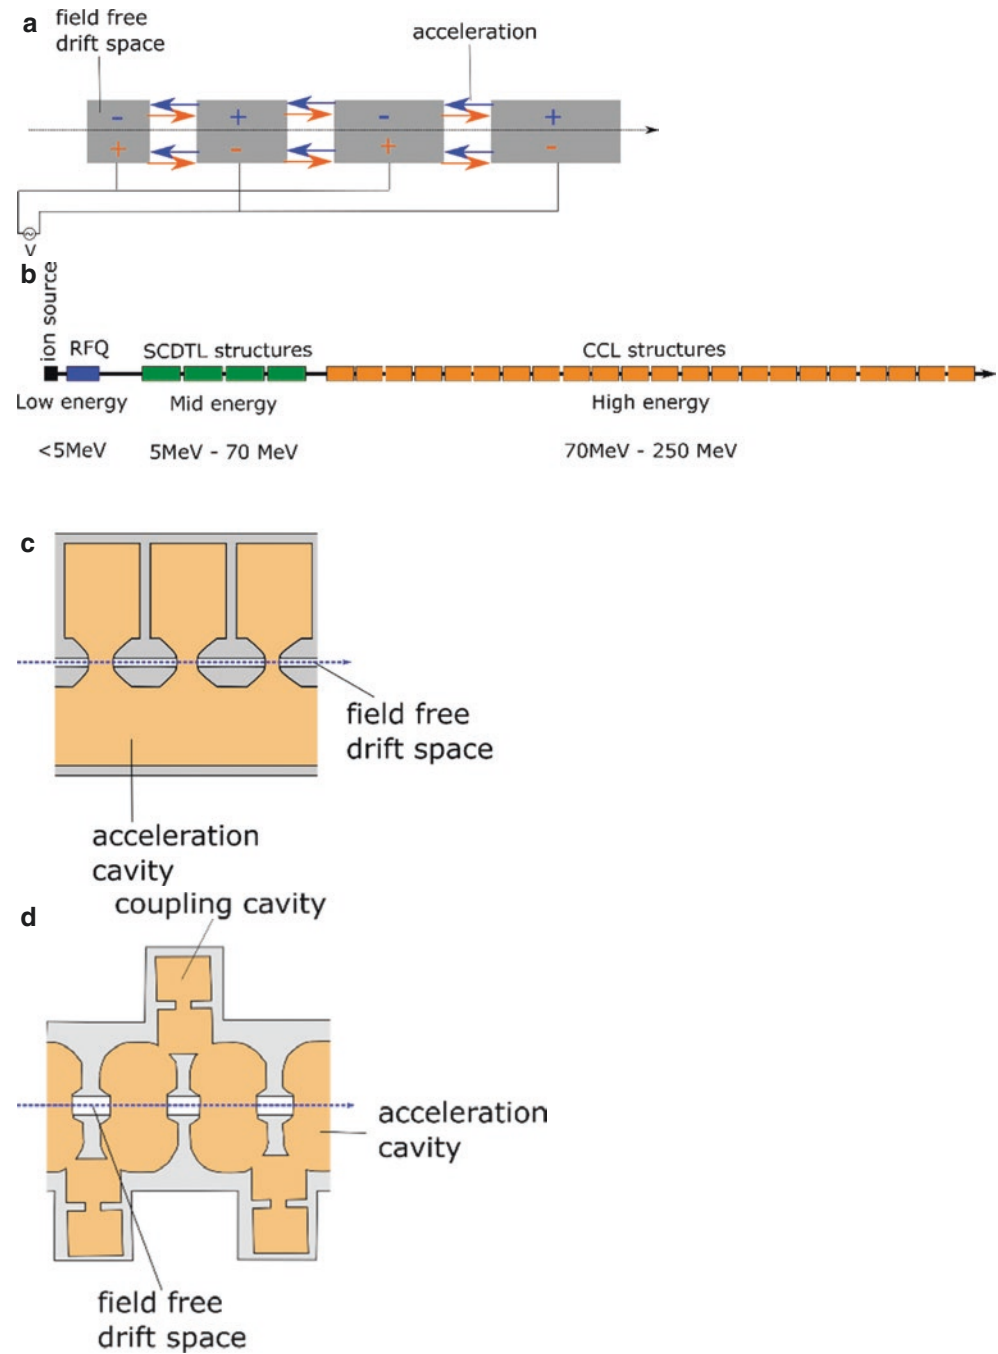 a
field free
drift space
acceleration
- + - +
+ - + -
V
b
ion source
RFQ
SCDTL structures
CCL structures
Low energy
Mid energy
High energy
<5MeV
5MeV - 70 MeV
70MeV - 250 MeV
c
field free
drift space
acceleration
cavity
d
coupling cavity
acceleration
cavity
field free
drift space